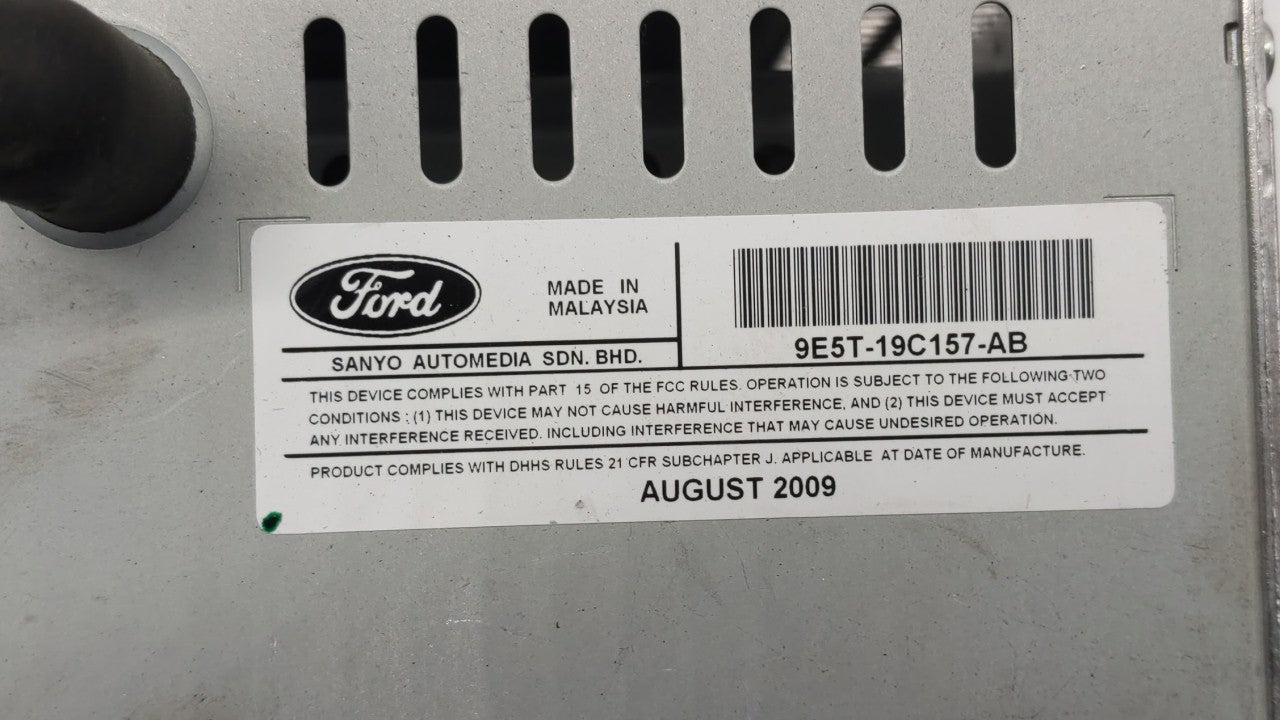 Ford
MADE IN
MALAYSIA
SANYO AUTOMEDIA SDN. BHD.
9E5T-19C157-AB
THIS DEVICE COMPLIES WITH PART 15 OF THE FCC RULES. OPERATION IS SUBJECT TO THE FOLLOWING TWO
CONDITIONS : (1) THIS DEVICE MAY NOT CAUSE HARMFUL INTERFERENCE, AND (2) THIS DEVICE MUST ACCEPT
ANY INTERFERENCE RECEIVED. INCLUDING INTERFERENCE THAT MAY CAUSE UNDESIRED OPERATION.
PRODUCT COMPLIES WITH DHHS RULES 21 CFR SUBCHAPTER J. APPLICABLE AT DATE OF MANUFACTURE.
AUGUST 2009